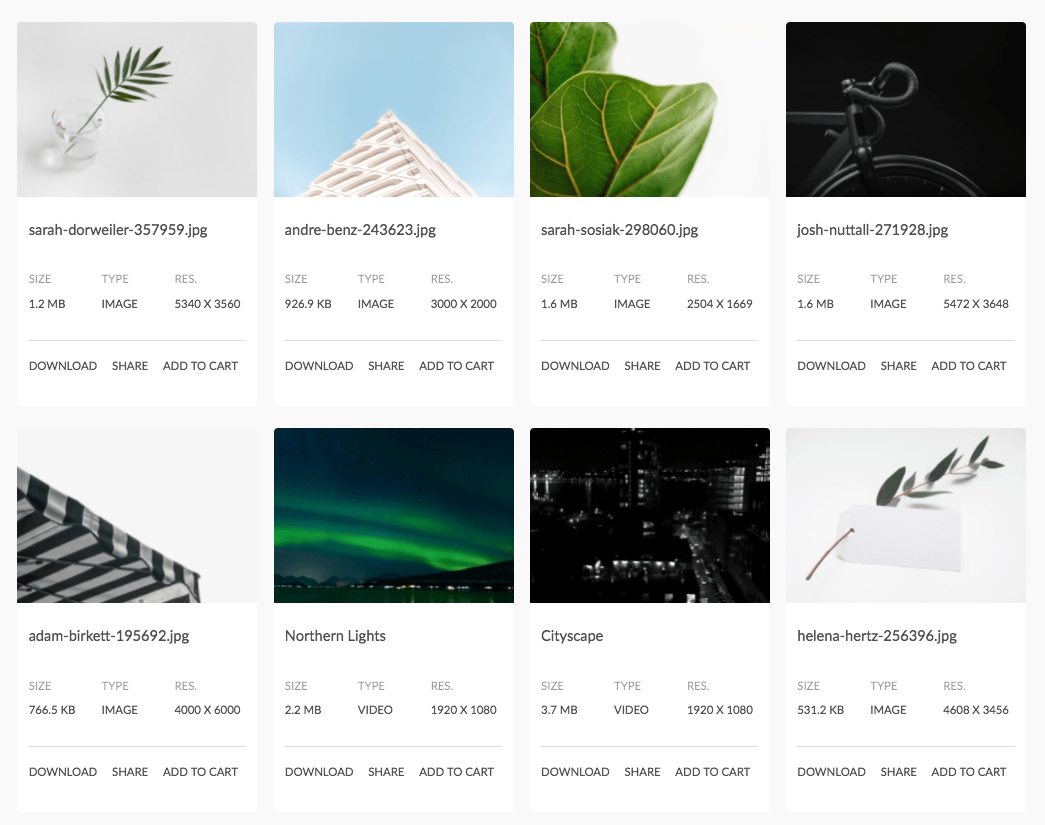 sarah-dorweiler-357959.jpg
SIZE TYPE RES.
1.2 MB IMAGE 5340 X 3560
DOWNLOAD SHARE ADD TO CART
andre-benz-243623.jpg
SIZE TYPE RES.
926.9 KB IMAGE 3000 X 2000
DOWNLOAD SHARE ADD TO CART
sarah-sosiak-298060.jpg
SIZE TYPE RES.
1.6 MB IMAGE 2504 X 1669
DOWNLOAD SHARE ADD TO CART
josh-nuttall-271928.jpg
SIZE TYPE RES.
1.6 MB IMAGE 5472 X 3648
DOWNLOAD SHARE ADD TO CART
adam-birkett-195692.jpg
SIZE TYPE RES.
766.5 KB IMAGE 4000 X 6000
DOWNLOAD SHARE ADD TO CART
Northern Lights
SIZE TYPE RES.
2.2 MB VIDEO 1920 X 1080
DOWNLOAD SHARE ADD TO CART
Cityscape
SIZE TYPE RES.
3.7 MB VIDEO 1920 X 1080
DOWNLOAD SHARE ADD TO CART
helena-hertz-256396.jpg
SIZE TYPE RES.
531.2 KB IMAGE 4608 X 3456
DOWNLOAD SHARE ADD TO CART